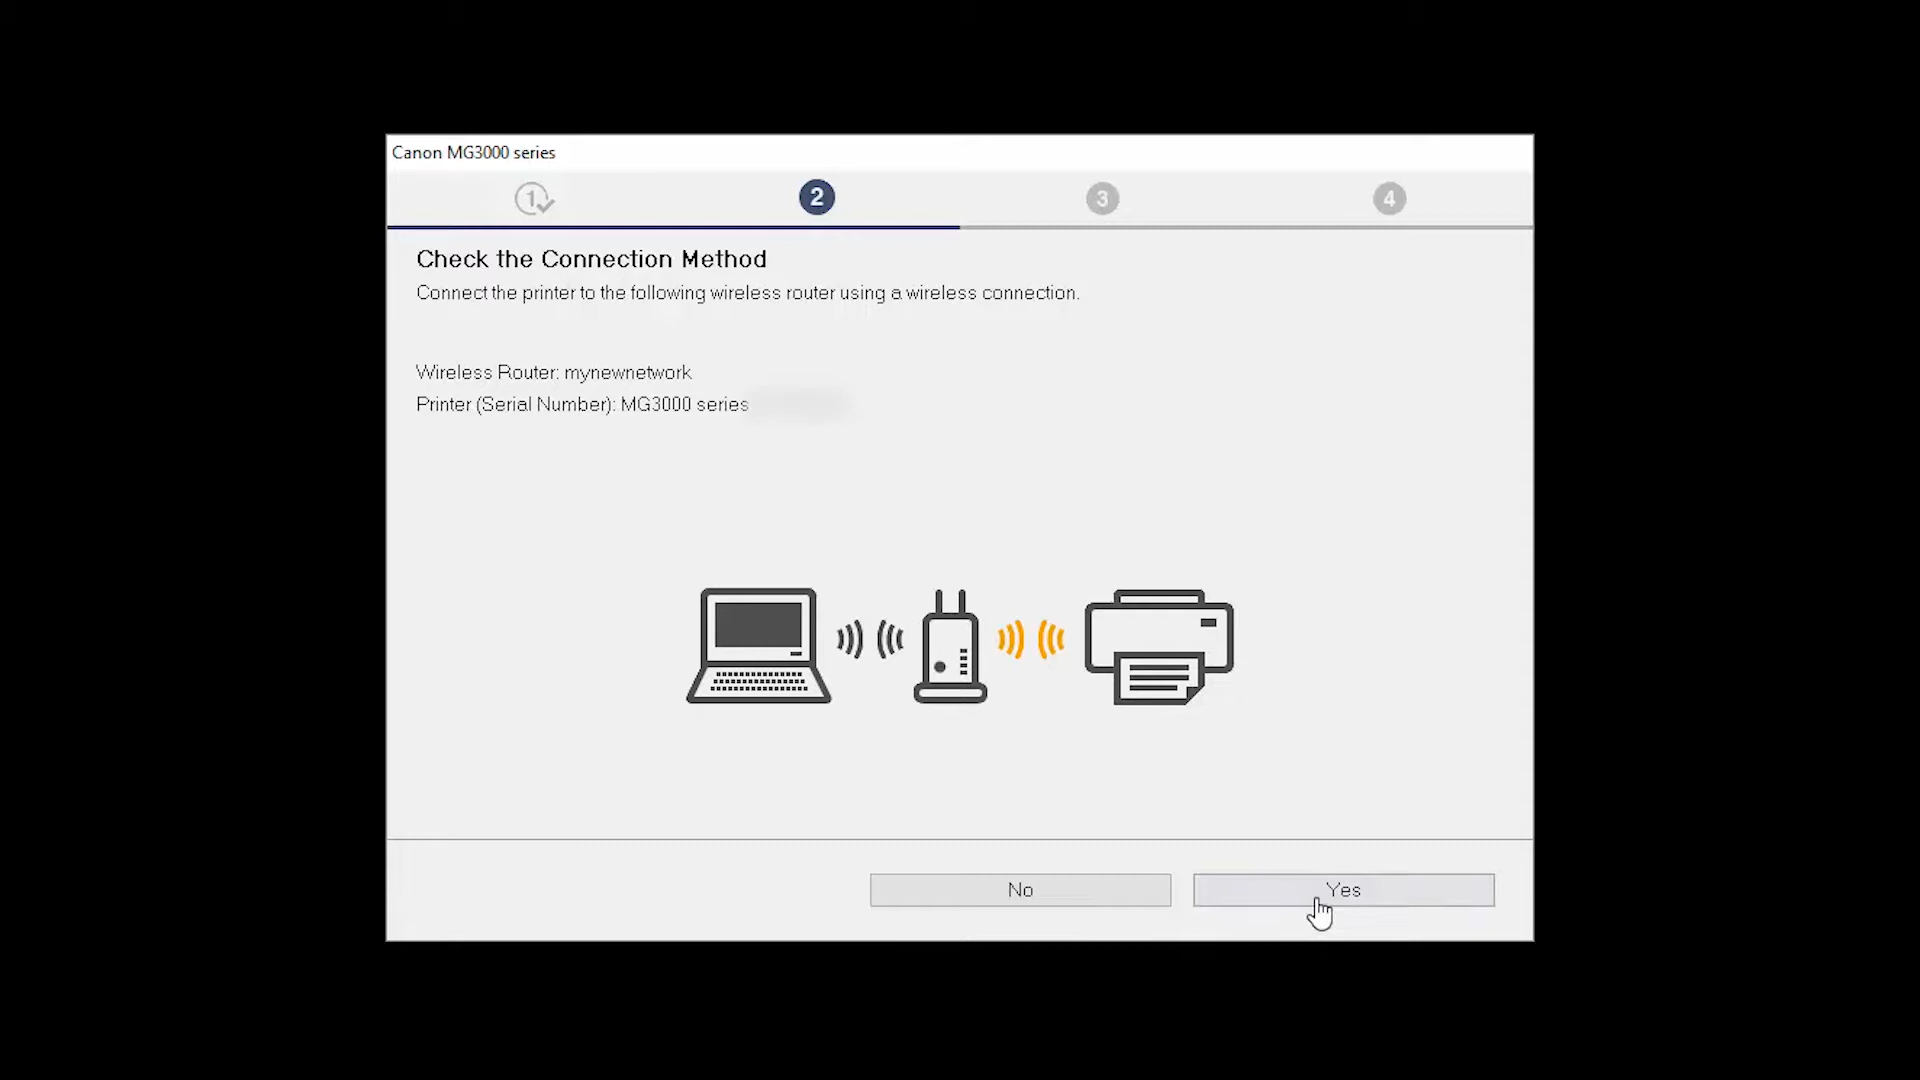 Canon MG3000 series
1 2 3 4
Check the Connection Method
Connect the printer to the following wireless router using a wireless connection.
Wireless Router: mynewnetwork
Printer (Serial Number): MG3000 series
No Yes